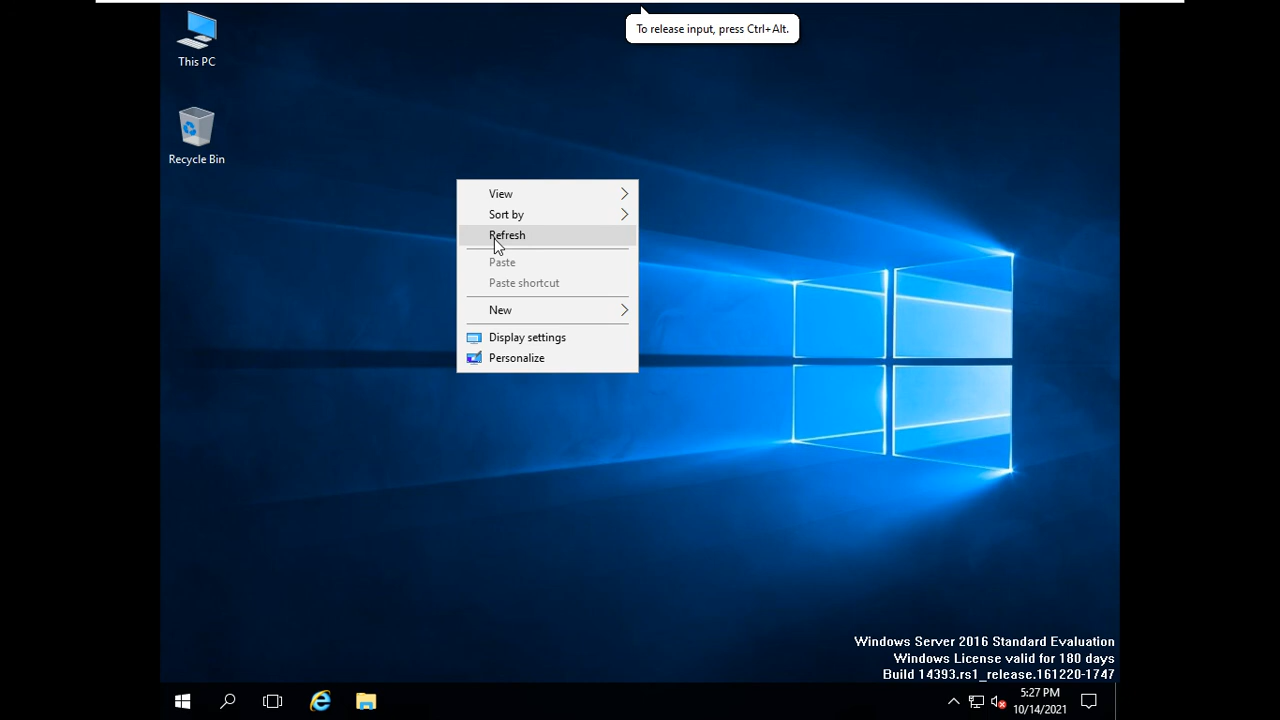 To release input, press Ctrl+Alt.
This PC
Recycle Bin
View
Sort by
Refresh
Paste
Paste shortcut
New
Display settings
Personalize
Windows Server 2016 Standard Evaluation
Windows License valid for 180 days
Build 14393.rs1_release.161220-1747
5:27 PM
10/14/2021